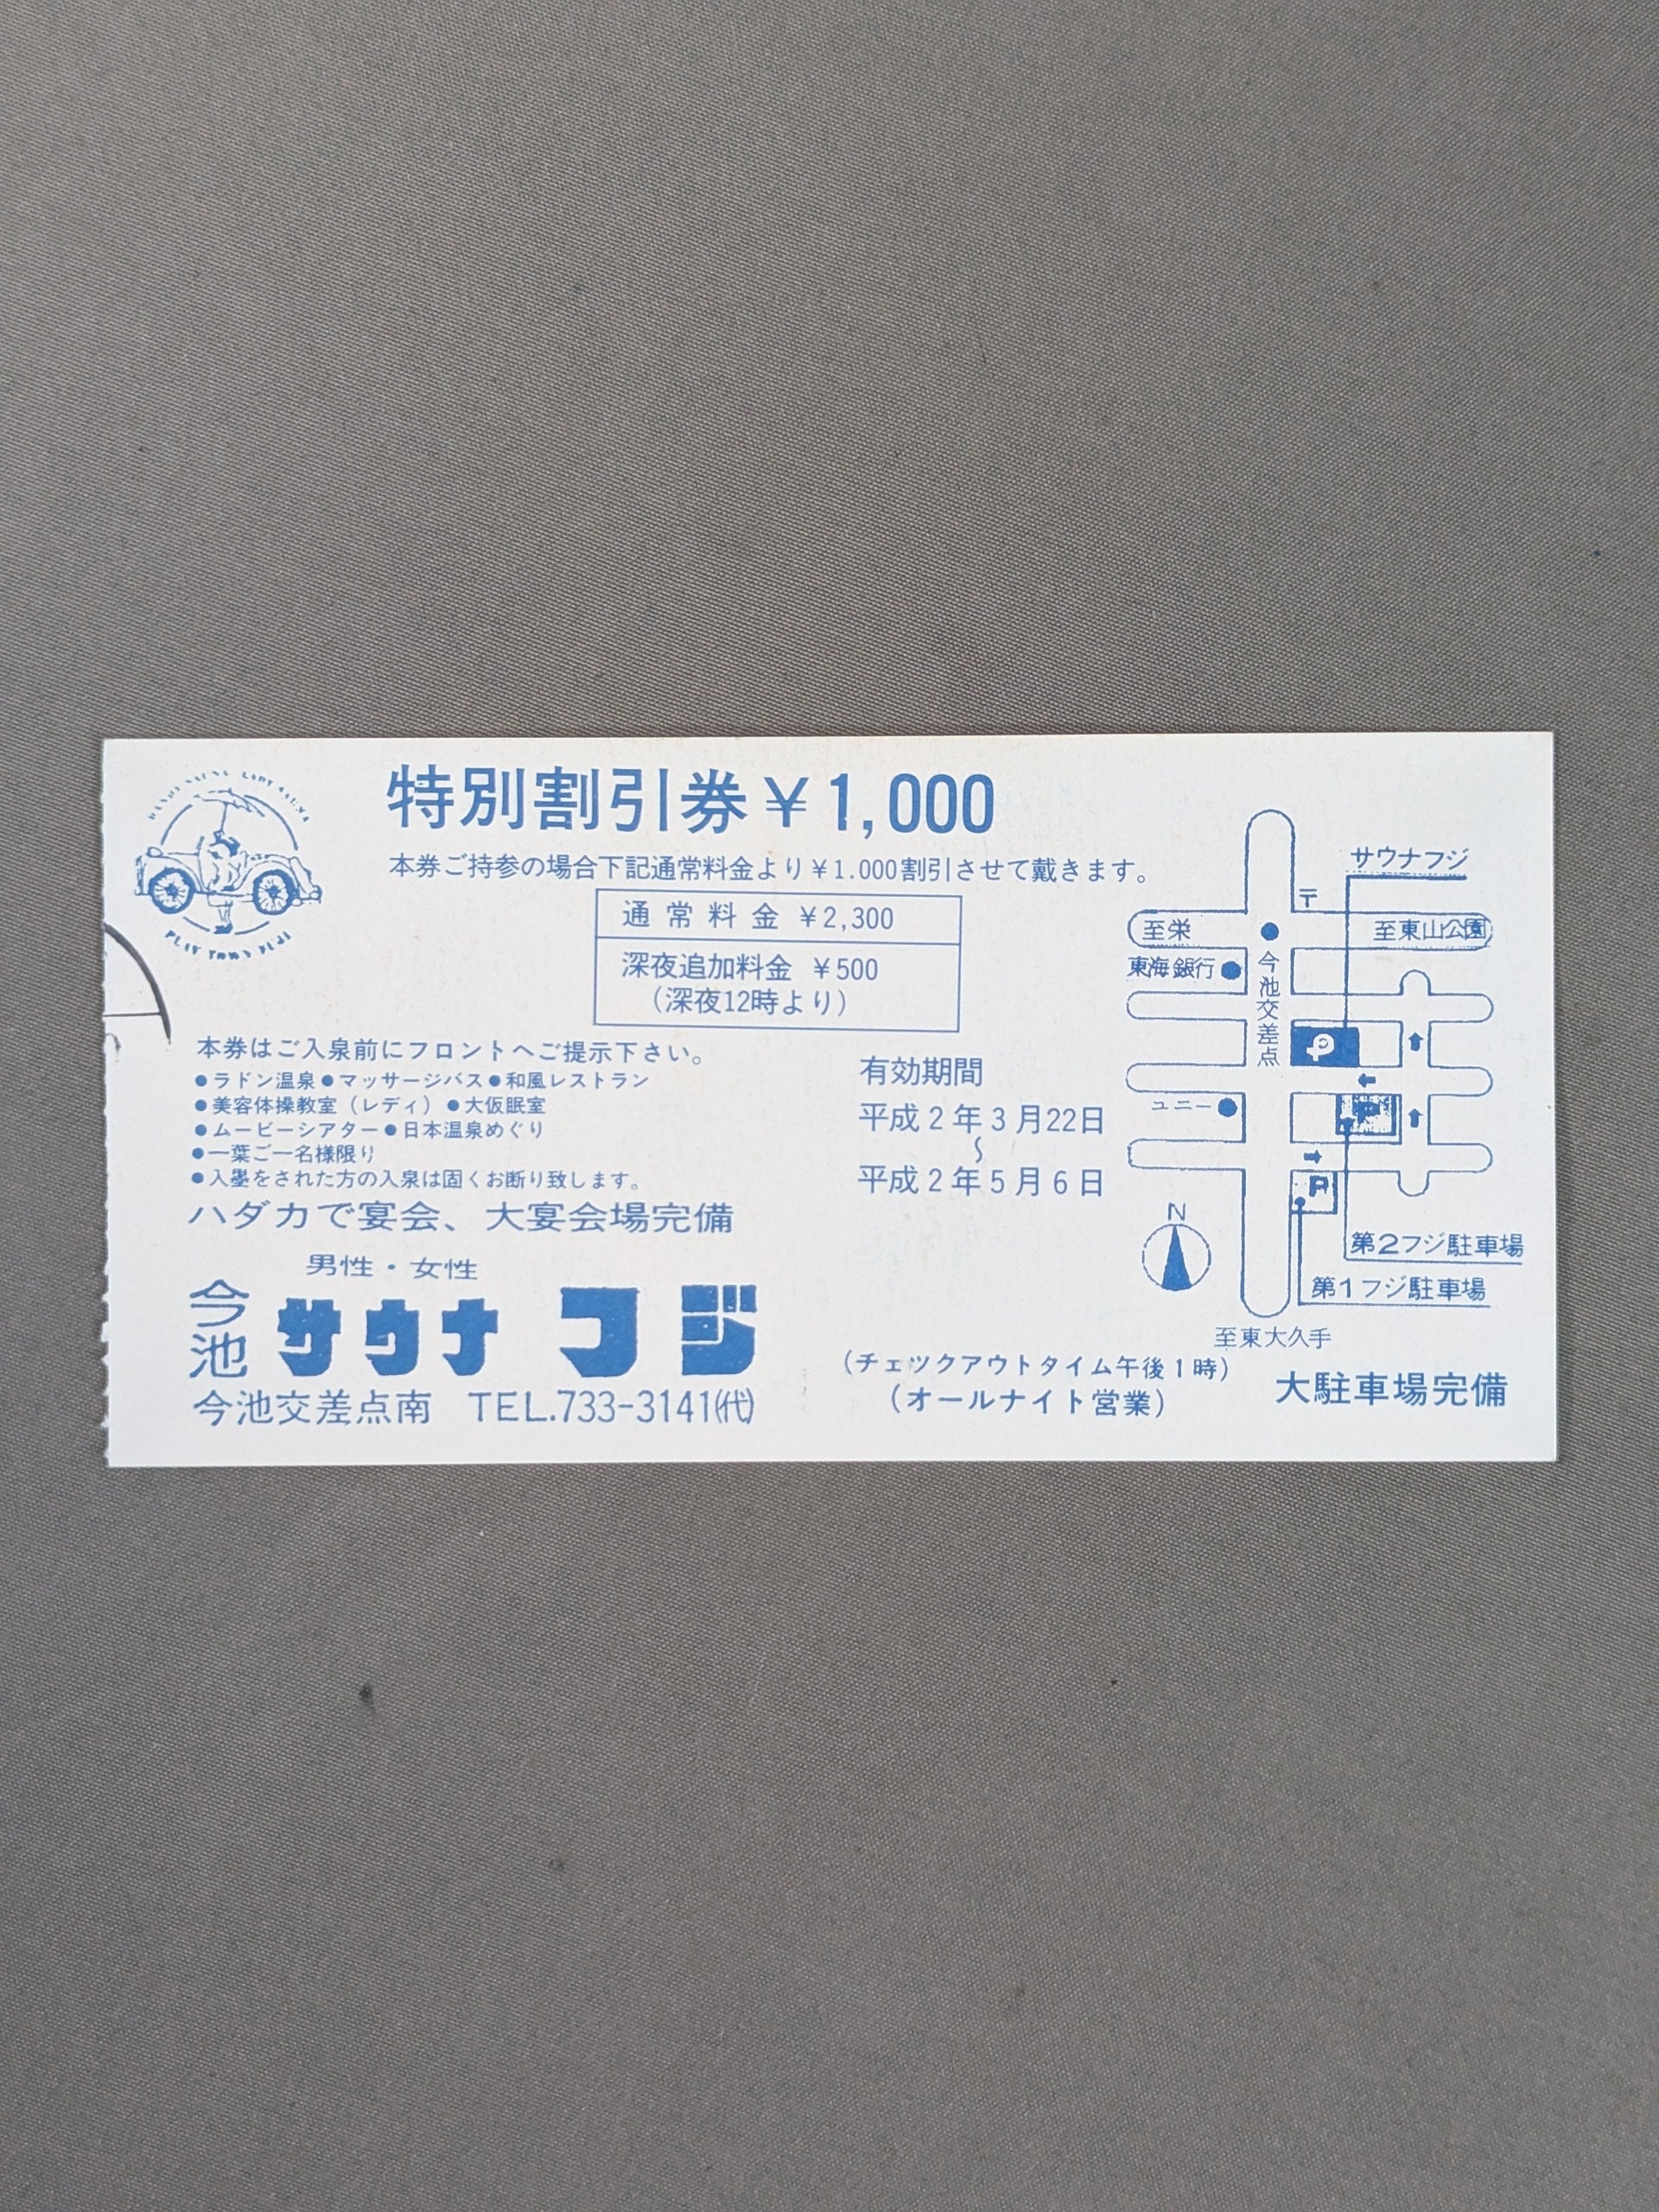 PLAY TOWN FUJI
特別割引券￥1,000
本券ご持参の場合下記通常料金より￥1.000割引させて戴きます。
通常料金 ￥2,300
深夜追加料金 ￥500
（深夜12時より）
本券はご入泉前にフロントへご提示下さい。
●ラドン温泉●マッサージバス●和風レストラン
●美容体操教室（レディ）●大仮眠室
●ムービーシアター●日本温泉めぐり
●一葉ご一名様限り
●入墨をされた方の入泉は固くお断り致します。
ハダカで宴会、大宴会場完備
有効期間
平成2年3月22日
〜
平成2年5月6日
男性・女性
今池 サウナ フジ
今池交差点南 TEL.733-3141㈹
（チェックアウトタイム午後1時）
（オールナイト営業）
サウナフジ
〒
至栄
至東山公園
東海銀行
今池交差点
P
ユニー
P
P
N
第2フジ駐車場
第1フジ駐車場
至東大久手
大駐車場完備